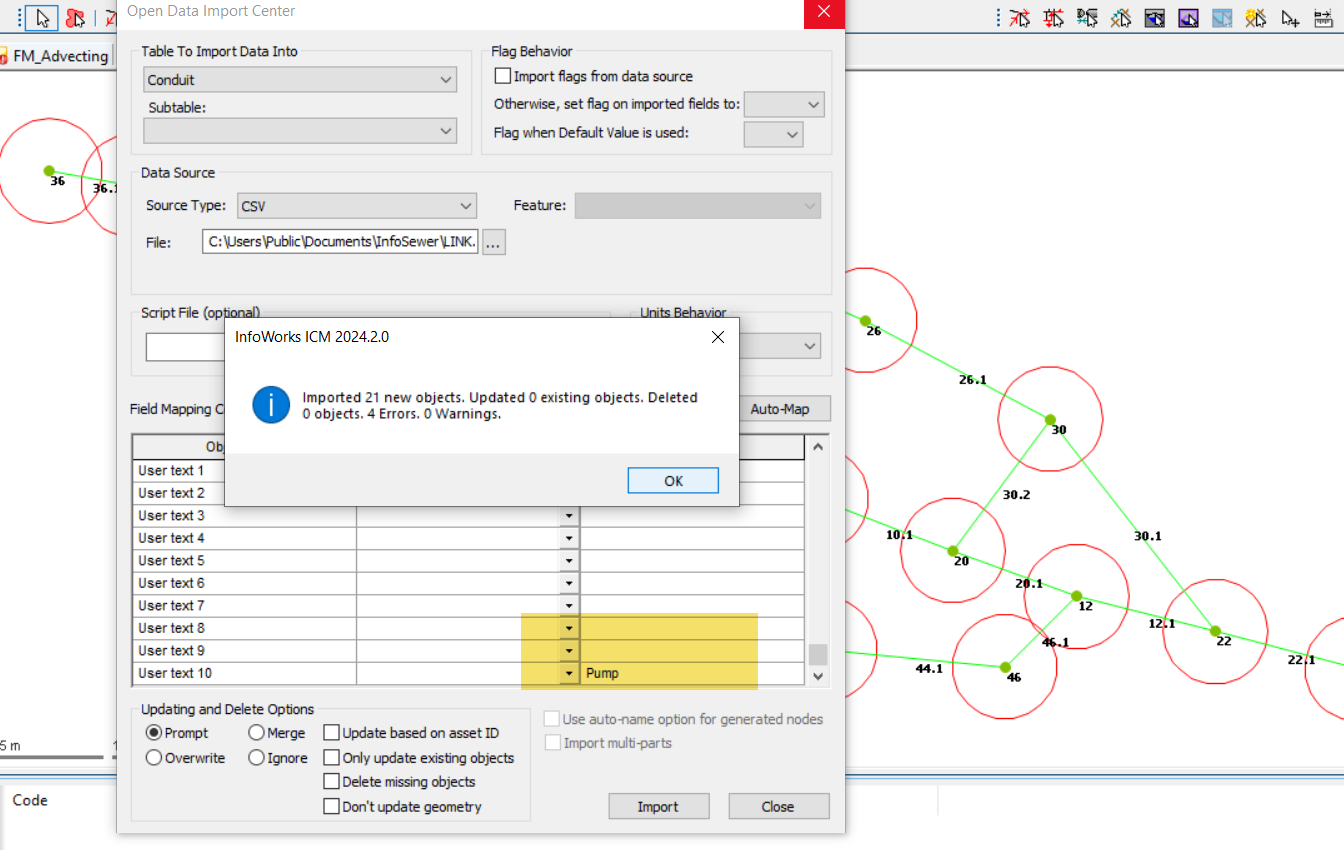 Open Data Import Center
FM_Advecting
Table To Import Data Into
Conduit
Subtable:
Flag Behavior
Import flags from data source
Otherwise, set flag on imported fields to:
Flag when Default Value is used:
Data Source
Source Type: CSV Feature:
File: C:\Users\Public\Documents\InfoSewer\LINK. ...
Script File (optional)
Units Behavior
InfoWorks ICM 2024.2.0
Imported 21 new objects. Updated 0 existing objects. Deleted
0 objects. 4 Errors. 0 Warnings.
OK
Field Mapping C
Auto-Map
Obj
User text 1
User text 2
User text 3
User text 4
User text 5
User text 6
User text 7
User text 8
User text 9
User text 10 Pump
Updating and Delete Options
Prompt Merge Update based on asset ID
Overwrite Ignore Only update existing objects
Delete missing objects
Don't update geometry
Use auto-name option for generated nodes
Import multi-parts
Import Close
36
36.1
26
26.1
30
30.2
30.1
10.1
20
20.1
12
12.1
22
22.1
46.1
44.1
46
5 m
Code